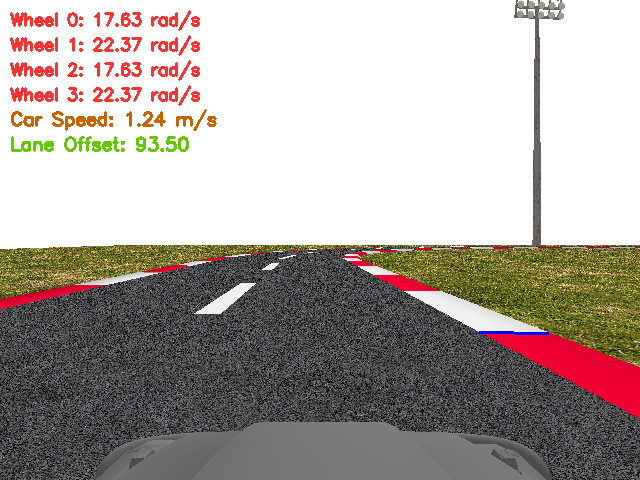 Wheel 0: 17.63 rad/s
Wheel 1: 22.37 rad/s
Wheel 2: 17.63 rad/s
Wheel 3: 22.37 rad/s
Car Speed: 1.24 m/s
Lane Offset: 93.50